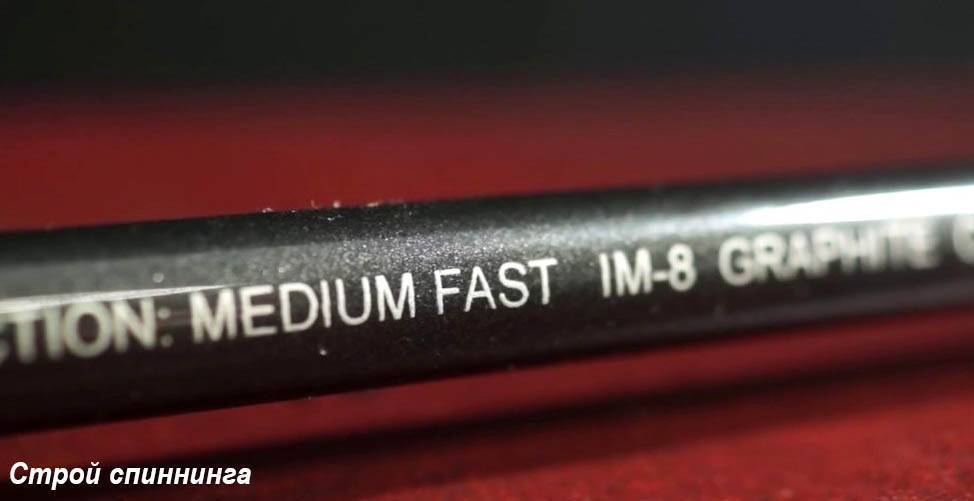 CTION: MEDIUM FAST IM-8 GRAPHITE
Строй спиннинга